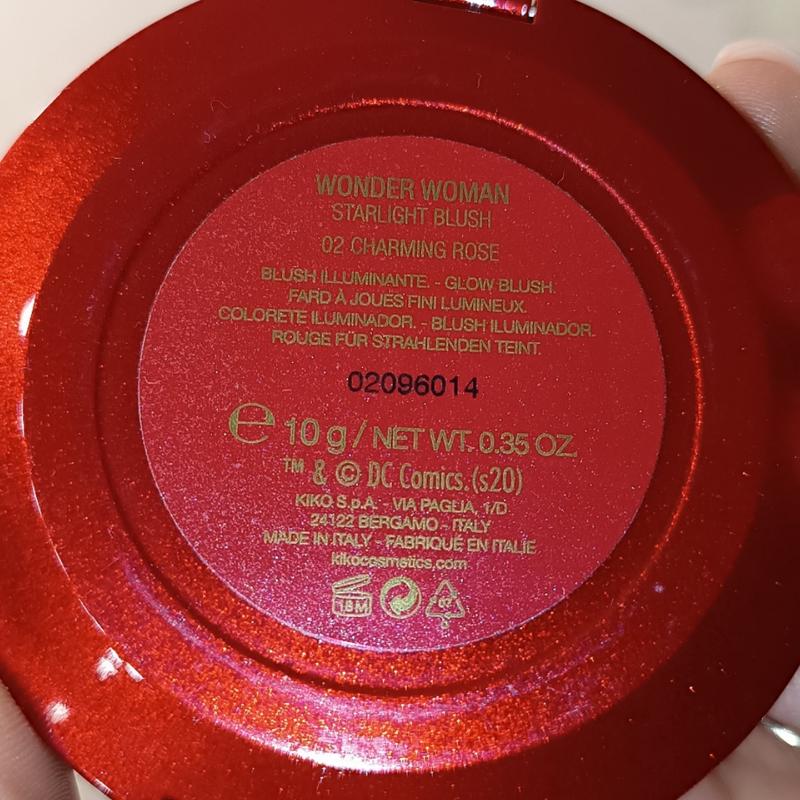 WONDER WOMAN
STARLIGHT BLUSH
02 CHARMING ROSE
BLUSH ILLUMINANTE. - GLOW BLUSH.
FARD À JOUES FINI LUMINEUX.
COLORETE ILUMINADOR. - BLUSH ILUMINADOR.
ROUGE FÜR STRAHLENDEN TEINT.
02096014
℮ 10 g / NET WT. 0.35 OZ.
™ & © DC Comics. (s20)
KIKO S.p.A. - VIA PAGLIA, 1/D
24122 BERGAMO - ITALY
MADE IN ITALY - FABRIQUÉ EN ITALIE
kikocosmetics.com
18M 07